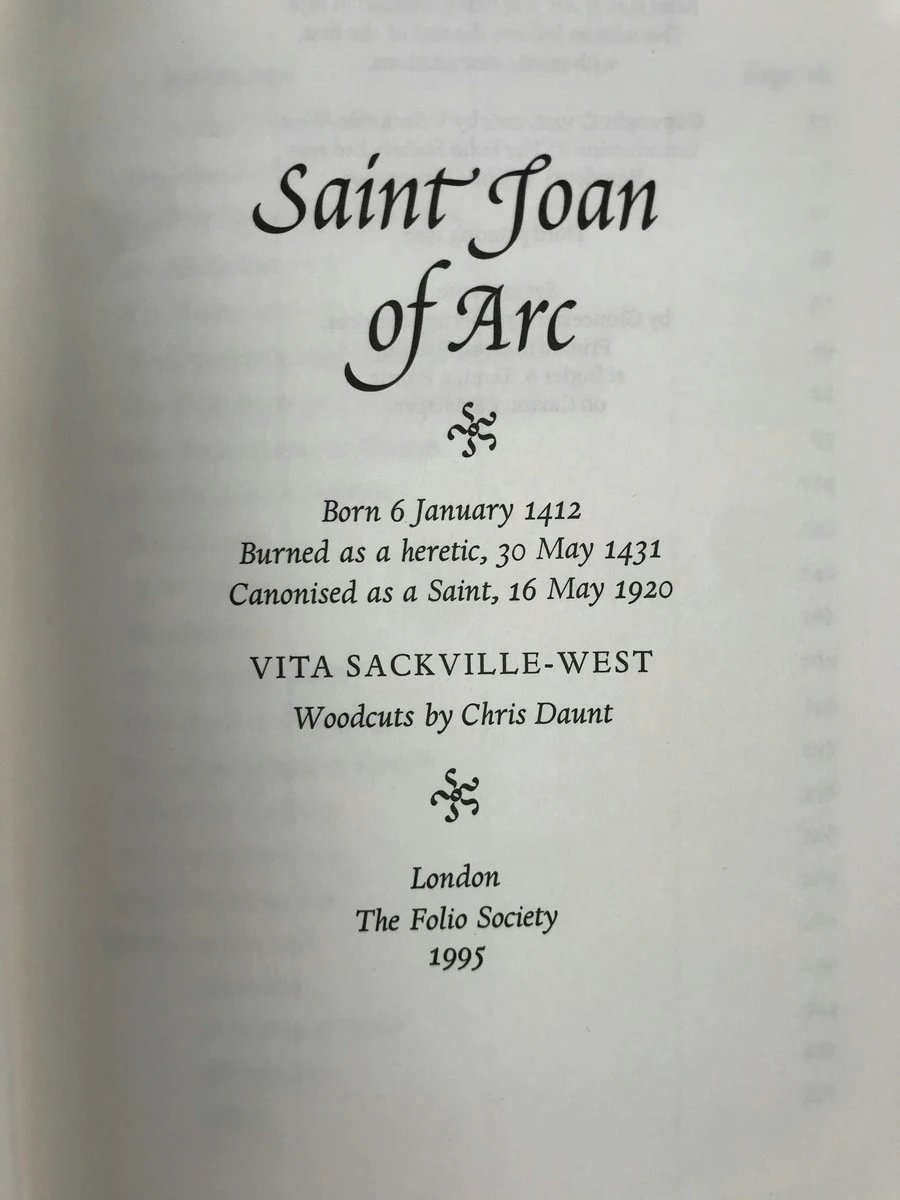 Saint Joan
of Arc
Born 6 January 1412
Burned as a heretic, 30 May 1431
Canonised as a Saint, 16 May 1920
VITA SACKVILLE-WEST
Woodcuts by Chris Daunt
London
The Folio Society
1995